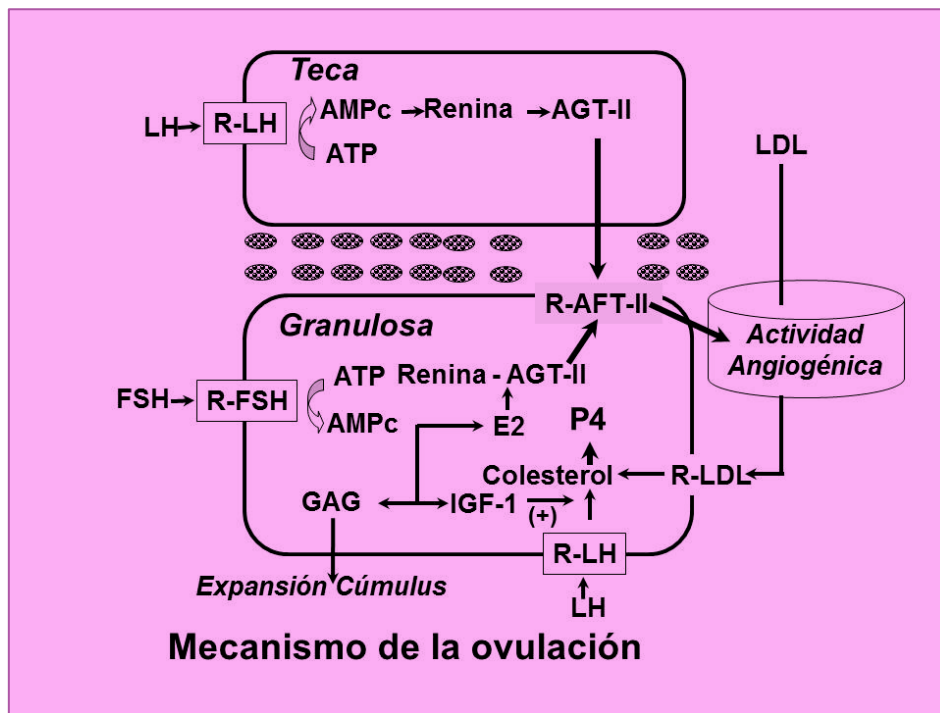 Teca
LH R-LH AMPc Renina AGT-II
ATP
LDL
R-AFT-II
Granulosa
Actividad
Angiogénica
FSH R-FSH ATP Renina - AGT-II
AMPc E2 P4
Colesterol R-LDL
GAG IGF-1 (+)
R-LH
Expansión Cúmulus
LH
Mecanismo de la ovulación